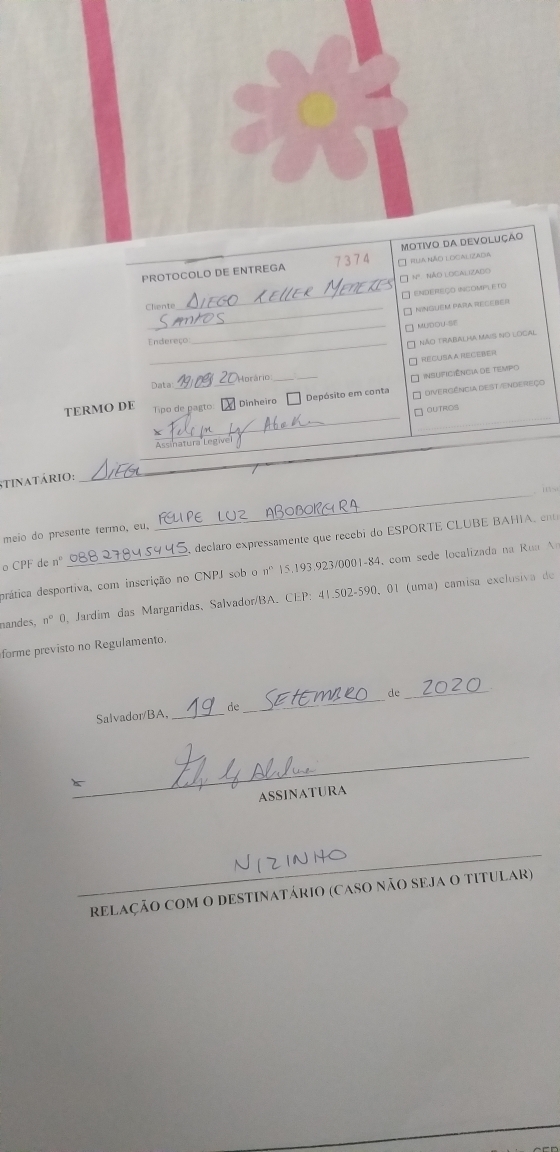 PROTOCOLO DE ENTREGA 7374
Cliente DIEGO KELLER MENEZES
SANTOS
Endereço:
Data: 19/09/20 Horário:
Tipo de pagto: X Dinheiro Depósito em conta
Assinatura Legível
MOTIVO DA DEVOLUÇÃO
RUA NÃO LOCALIZADA
Nº NÃO LOCALIZADO
ENDEREÇO INCOMPLETO
NINGUEM PARA RECEBER
MUDOU-SE
NÃO TRABALHA MAIS NO LOCAL
RECUSA A RECEBER
INSUFICIÊNCIA DE TEMPO
DIVERGÊNCIA DEST/ENDEREÇO
OUTROS
TERMO DE
STINATÁRIO: DIEGO
meio do presente termo, eu, FELIPE LUZ ABOBOREIRA
o CPF de nº 08827845445, declaro expressamente que recebi do ESPORTE CLUBE BAHIA, enti
prática desportiva, com inscrição no CNPJ sob o nº 15.193.923/0001-84, com sede localizada na Rua
nandes, nº 0, Jardim das Margaridas, Salvador/BA, CEP: 41.502-590, 01 (uma) camisa exclusiva de
forme previsto no Regulamento.
Salvador/BA, 19 de SETEMBRO de 2020
ASSINATURA
NIZINHO
RELAÇÃO COM O DESTINATÁRIO (CASO NÃO SEJA O TITULAR)